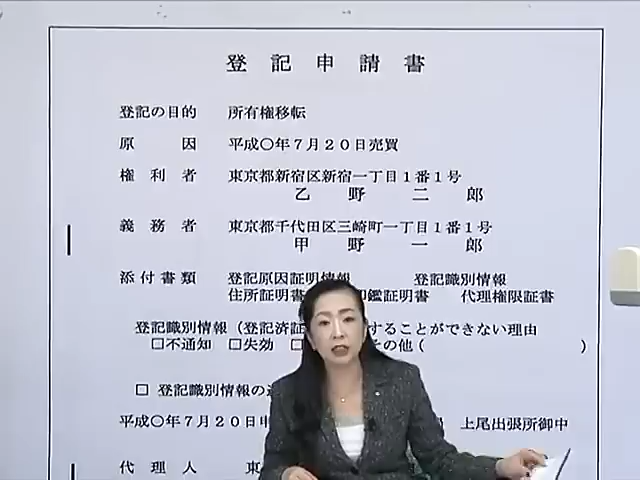 登記申請書
登記の目的 所有権移転
原因 平成○年７月２０日売買
権利者 東京都新宿区新宿一丁目１番１号
乙野二郎
義務者 東京都千代田区三崎町一丁目１番１号
甲野一郎
添付書類 登記原因証明情報 登記識別情報
住所証明書 印鑑証明書 代理権限証書
登記識別情報（登記済証 することができない理由
□不通知 □失効 □ その他（ ）
□ 登記識別情報の
平成○年７月２０日申 上尾出張所御中
代理人 東